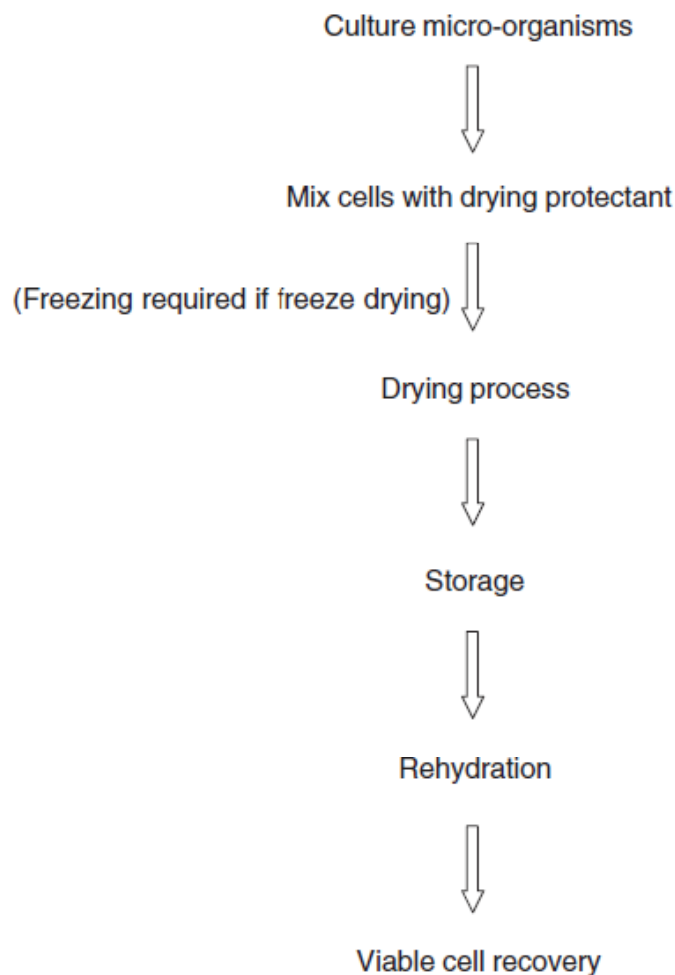 Culture micro-organisms
Mix cells with drying protectant
(Freezing required if freeze drying)
Drying process
Storage
Rehydration
Viable cell recovery